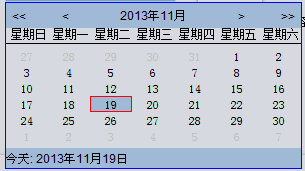 << < 2013年11月 > >>
星期日 星期一 星期二 星期三 星期四 星期五 星期六
27 28 29 30 31 1 2
3 4 5 6 7 8 9
10 11 12 13 14 15 16
17 18 19 20 21 22 23
24 25 26 27 28 29 30
1 2 3 4 5 6 7
今天: 2013年11月19日